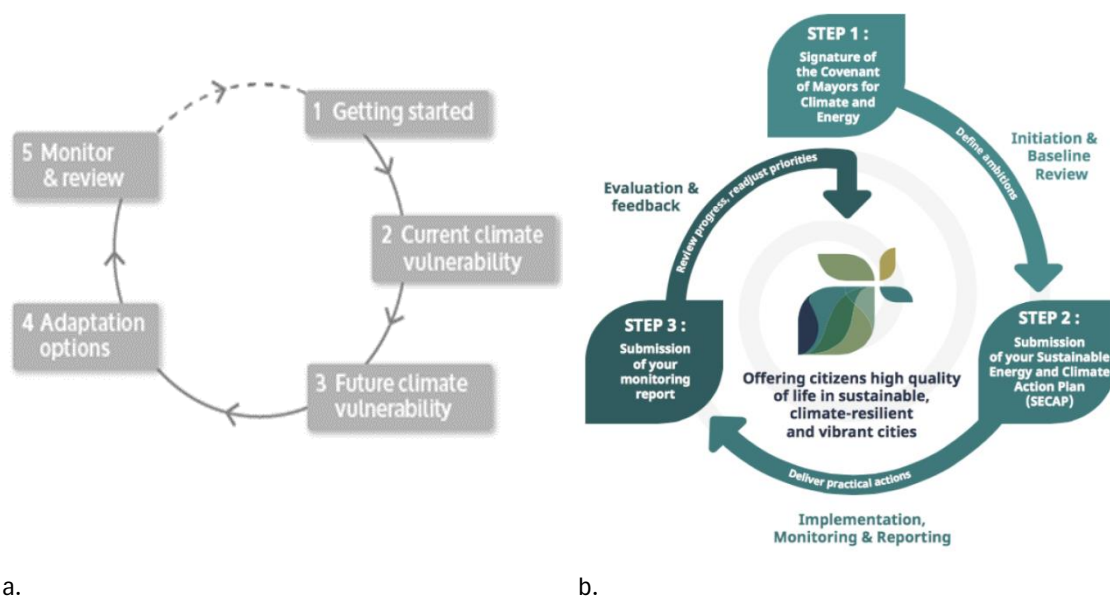 1 Getting started
2 Current climate
vulnerability
3 Future climate
vulnerability
4 Adaptation
options
5 Monitor
& review
a.
STEP 1 :
Signature of
the Covenant
of Mayors for
Climate and
Energy
Define ambitions
Initiation &
Baseline
Review
STEP 2 :
Submission
of your Sustainable
Energy and Climate
Action Plan
(SECAP)
Deliver practical actions
Implementation,
Monitoring & Reporting
STEP 3 :
Submission
of your
monitoring
report
Review progress, readjust priorities
Evaluation &
feedback
Offering citizens high quality
of life in sustainable,
climate-resilient
and vibrant cities
b.